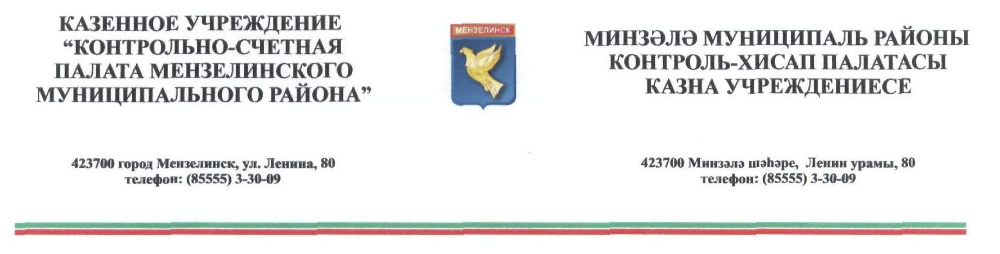 КАЗЕННОЕ УЧРЕЖДЕНИЕ
“КОНТРОЛЬНО-СЧЕТНАЯ
ПАЛАТА МЕНЗЕЛИНСКОГО
МУНИЦИПАЛЬНОГО РАЙОНА”
423700 город Мензелинск, ул. Ленина, 80
телефон: (85555) 3-30-09
МЕНЗЕЛИНСК
МИНЗӘЛӘ МУНИЦИПАЛЬ РАЙОНЫ
КОНТРОЛЬ-ХИСАП ПАЛАТАСЫ
КАЗНА УЧРЕЖДЕНИЕСЕ
423700 Минзәлә шәһәре, Ленин урамы, 80
телефон: (85555) 3-30-09